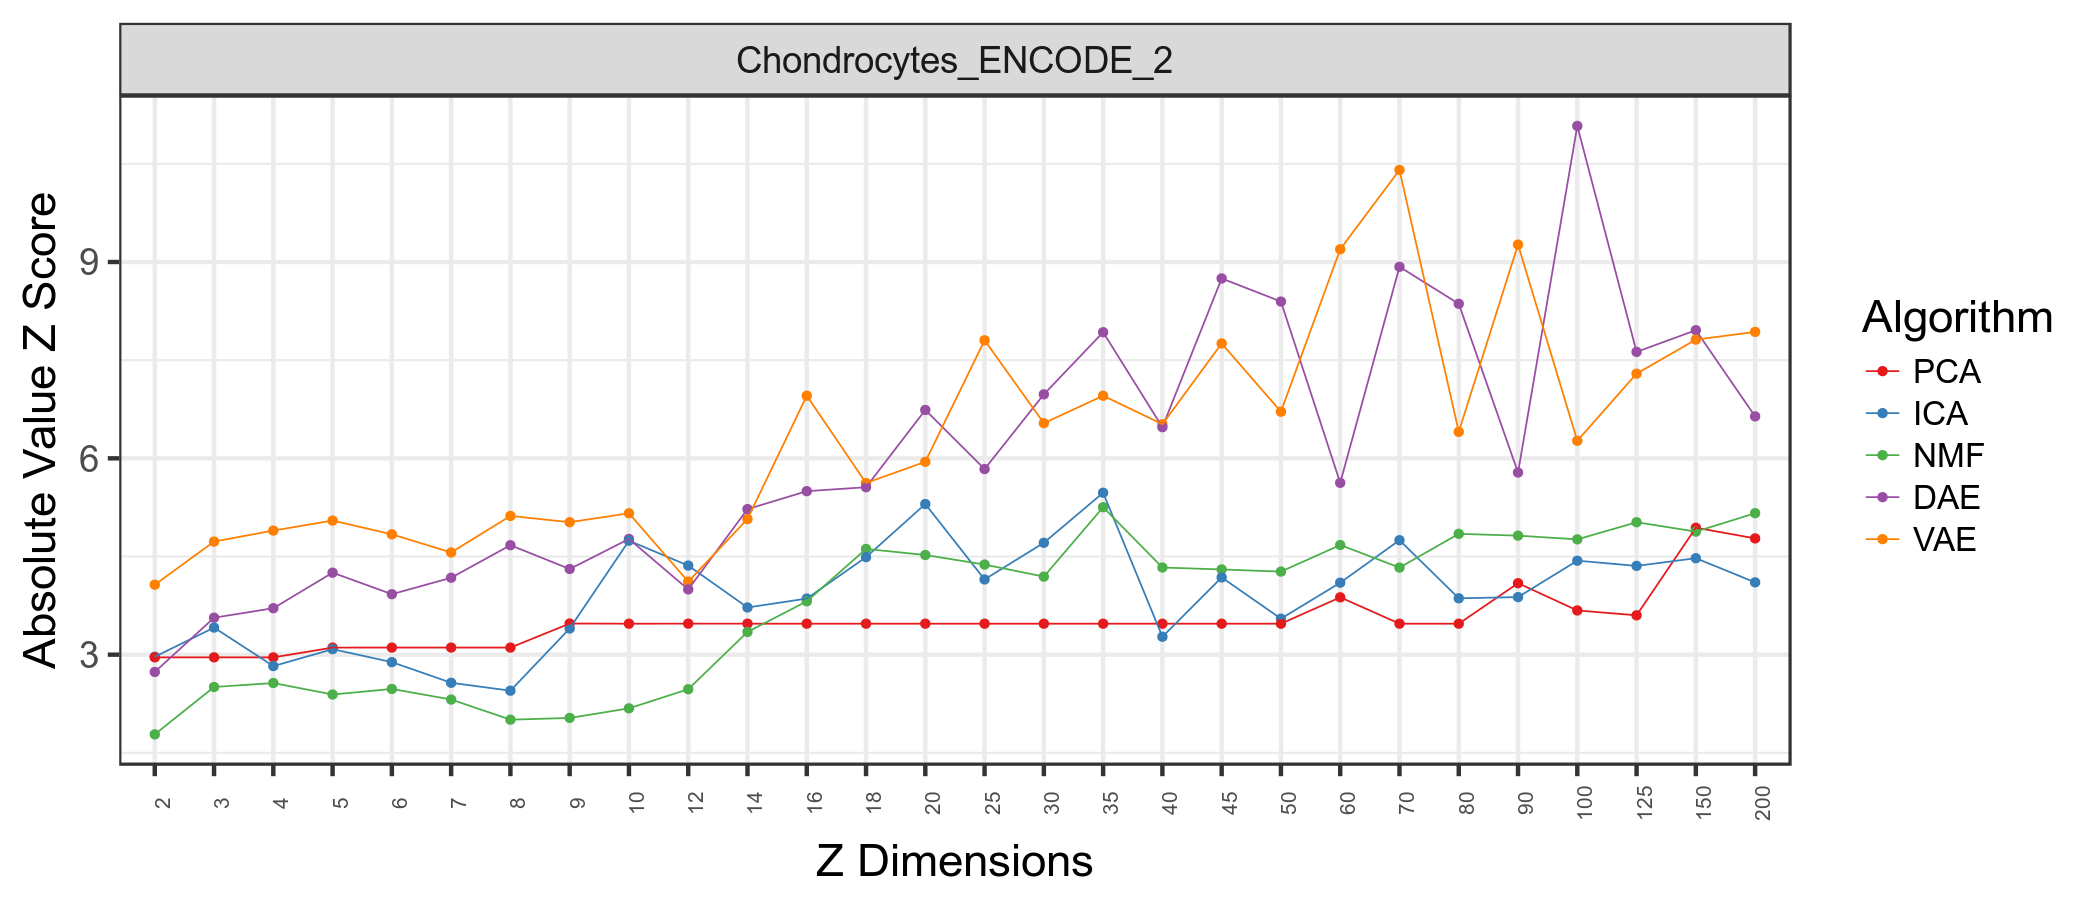 Chondrocytes_ENCODE_2
Absolute Value Z Score
9
6
3
2 3 4 5 6 7 8 9 10 12 14 16 18 20 25 30 35 40 45 50 60 70 80 90 100 125 150 200
Z Dimensions
Algorithm
PCA
ICA
NMF
DAE
VAE